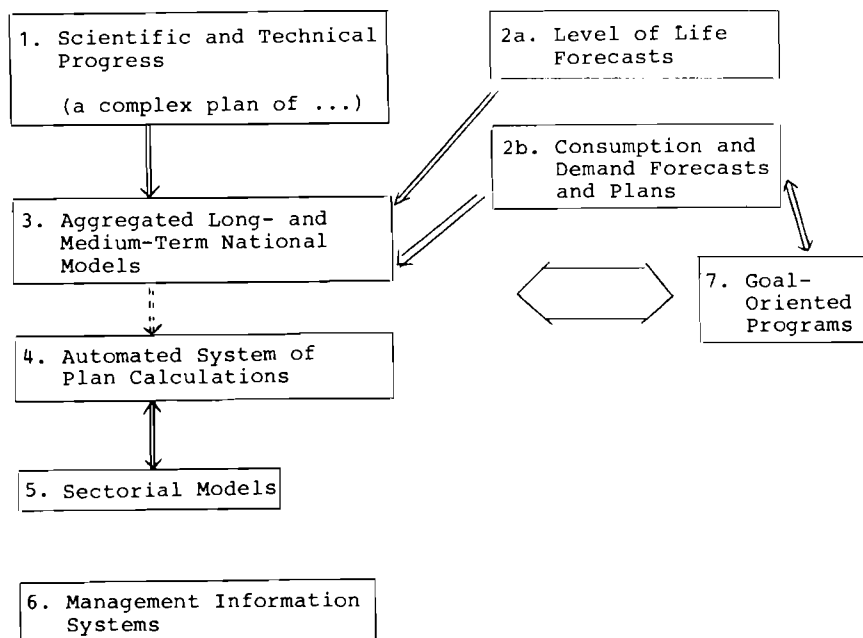 1. Scientific and Technical
Progress
(a complex plan of ...)
2a. Level of Life
Forecasts
2b. Consumption and
Demand Forecasts
and Plans
3. Aggregated Long- and
Medium-Term National
Models
7. Goal-
Oriented
Programs
4. Automated System of
Plan Calculations
5. Sectorial Models
6. Management Information
Systems